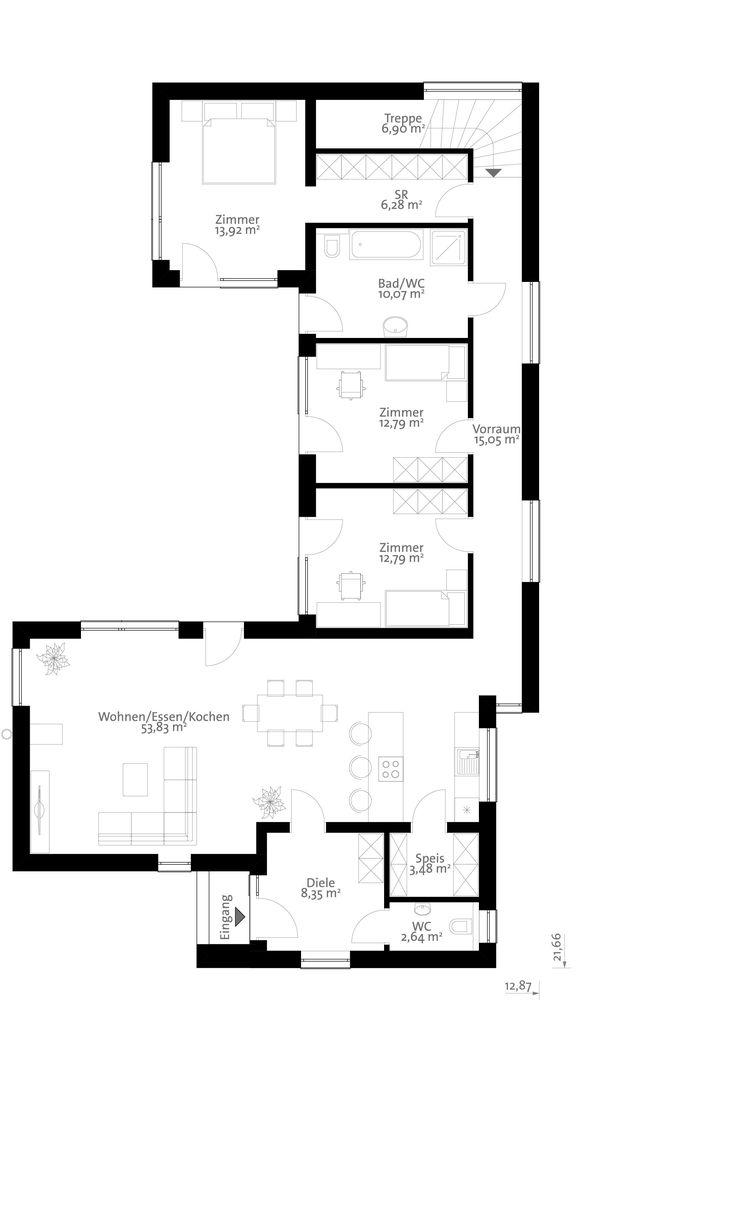 Treppe
6,90 m²
SR
6,28 m²
Zimmer
13,92 m²
Bad/WC
10,07 m²
Zimmer
12,79 m²
Vorraum
15,05 m²
Zimmer
12,79 m²
Wohnen/Essen/Kochen
53,83 m²
Speis
3,48 m²
Diele
8,35 m²
Eingang
WC
2,64 m²
21,66
12,87